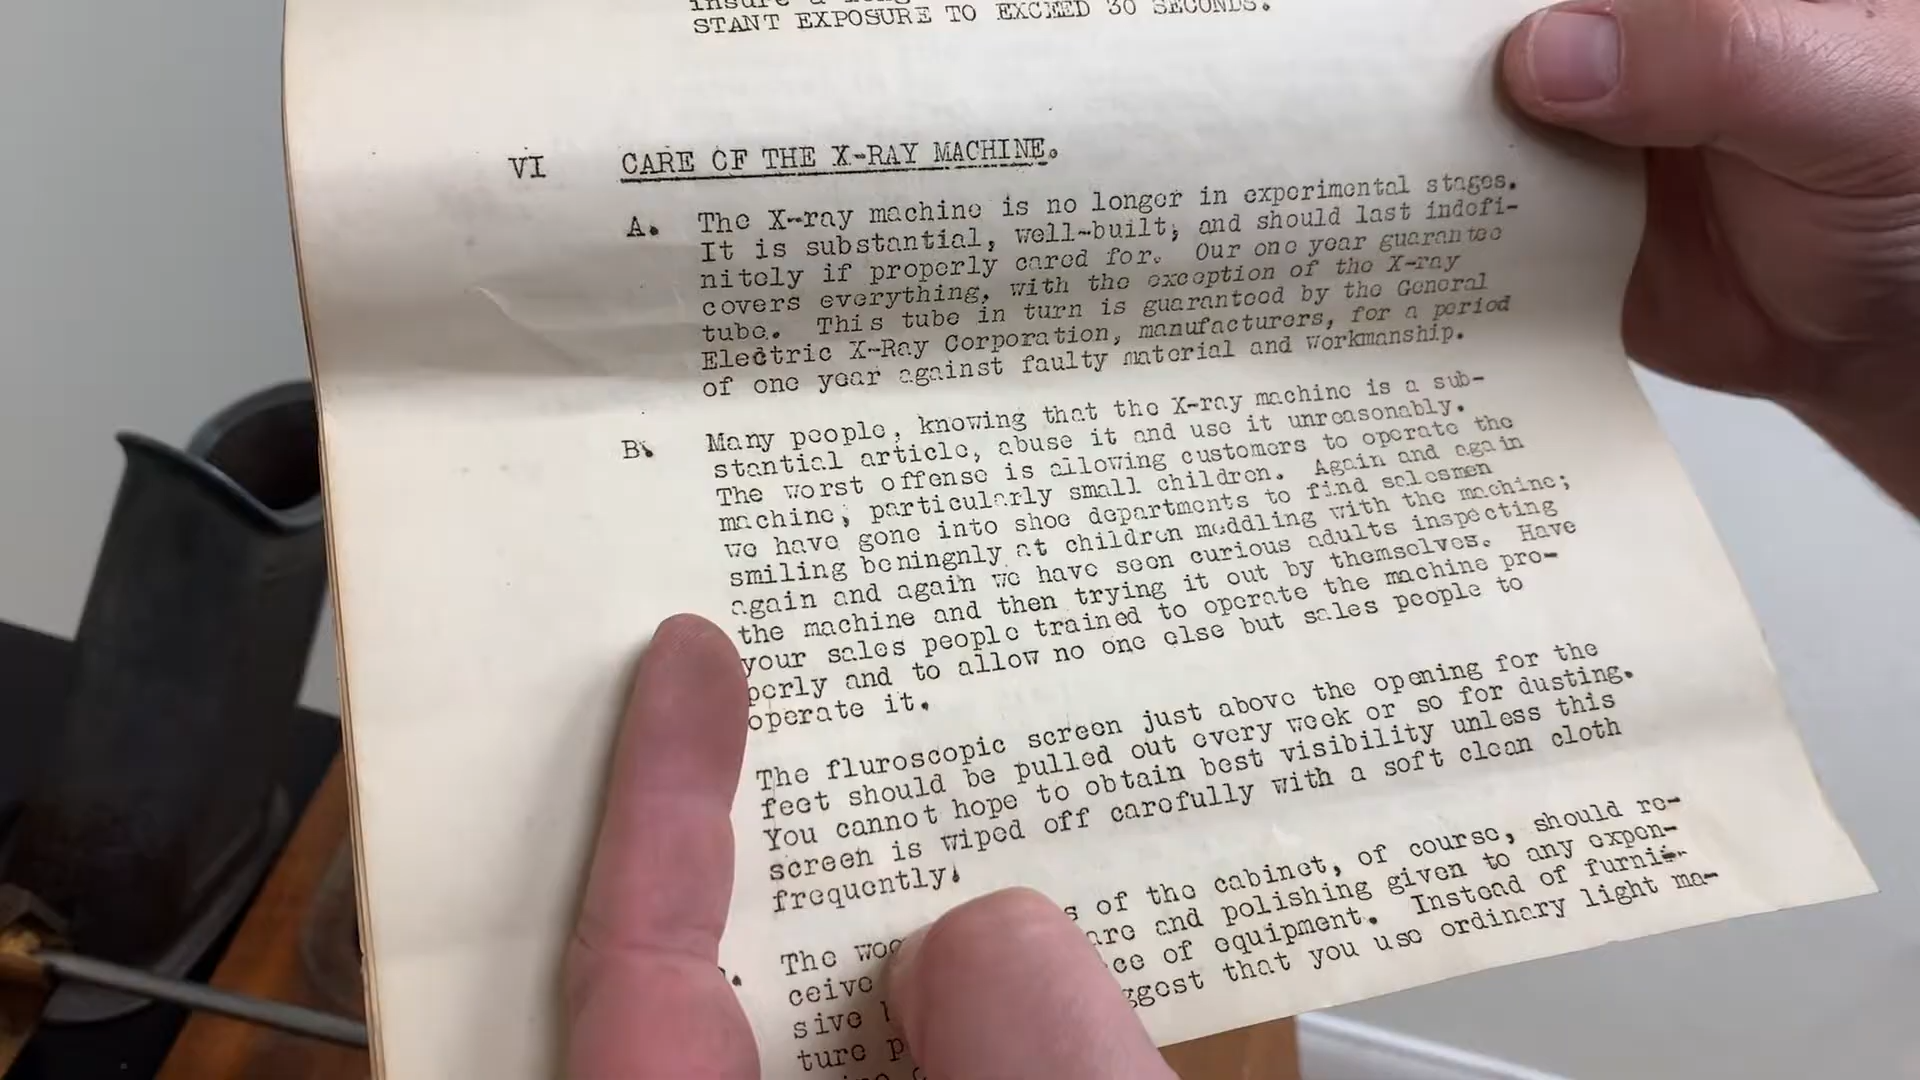 insure a
STANT EXPOSURE TO EXCEED 30 SECONDS.
VI CARE OF THE X-RAY MACHINE.
A. The X-ray machine is no longer in experimental stages.
It is substantial, well-built, and should last indefi-
nitely if properly cared for. Our one year guarantee
covers everything, with the exception of the X-ray
tube. This tube in turn is guaranteed by the General
Electric X-Ray Corporation, manufacturers, for a period
of one year against faulty material and workmanship.
B. Many people, knowing that the X-ray machine is a sub-
stantial article, abuse it and use it unreasonably.
The worst offense is allowing customers to operate the
machine, particularly small children. Again and again
we have gone into shoe departments to find salesmen
smiling beningnly at children meddling with the machine;
again and again we have seen curious adults inspecting
the machine and then trying it out by themselves. Have
your sales people trained to operate the machine pro-
perly and to allow no one else but sales people to
operate it.
The fluroscopic screen just above the opening for the
feet should be pulled out every week or so for dusting.
You cannot hope to obtain best visibility unless this
screen is wiped off carefully with a soft clean cloth
frequently.
The of the cabinet, of course, should re-
ceive and polishing given to any expen-
sive of equipment. Instead of furni-
ture that you use ordinary light ma-